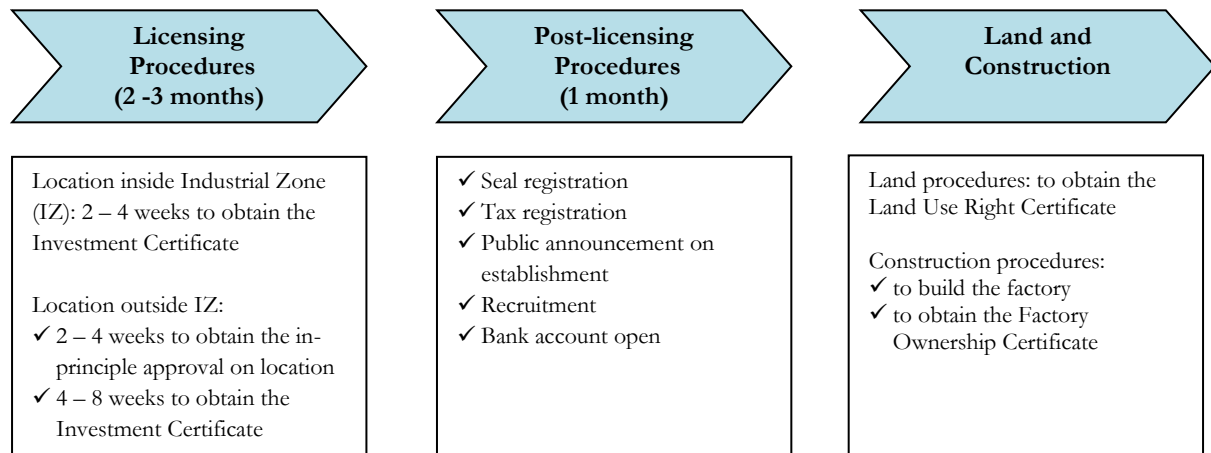 Licensing
Procedures
(2 -3 months)
Post-licensing
Procedures
(1 month)
Land and
Construction
Location inside Industrial Zone
(IZ): 2 – 4 weeks to obtain the
Investment Certificate
Location outside IZ:
✓ 2 – 4 weeks to obtain the in-
principle approval on location
✓ 4 – 8 weeks to obtain the
Investment Certificate
✓ Seal registration
✓ Tax registration
✓ Public announcement on
establishment
✓ Recruitment
✓ Bank account open
Land procedures: to obtain the
Land Use Right Certificate
Construction procedures:
✓ to build the factory
✓ to obtain the Factory
Ownership Certificate